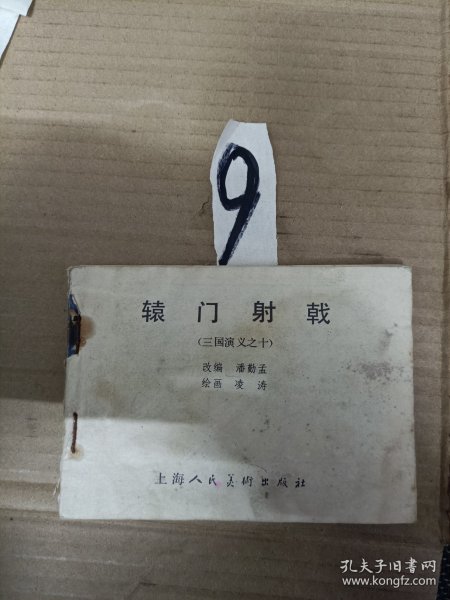 9
辕门射戟
(三国演义之十)
改编 潘勤孟
绘画 凌涛
上海人民美術出版社
孔夫子旧书网
www.kongfz.com